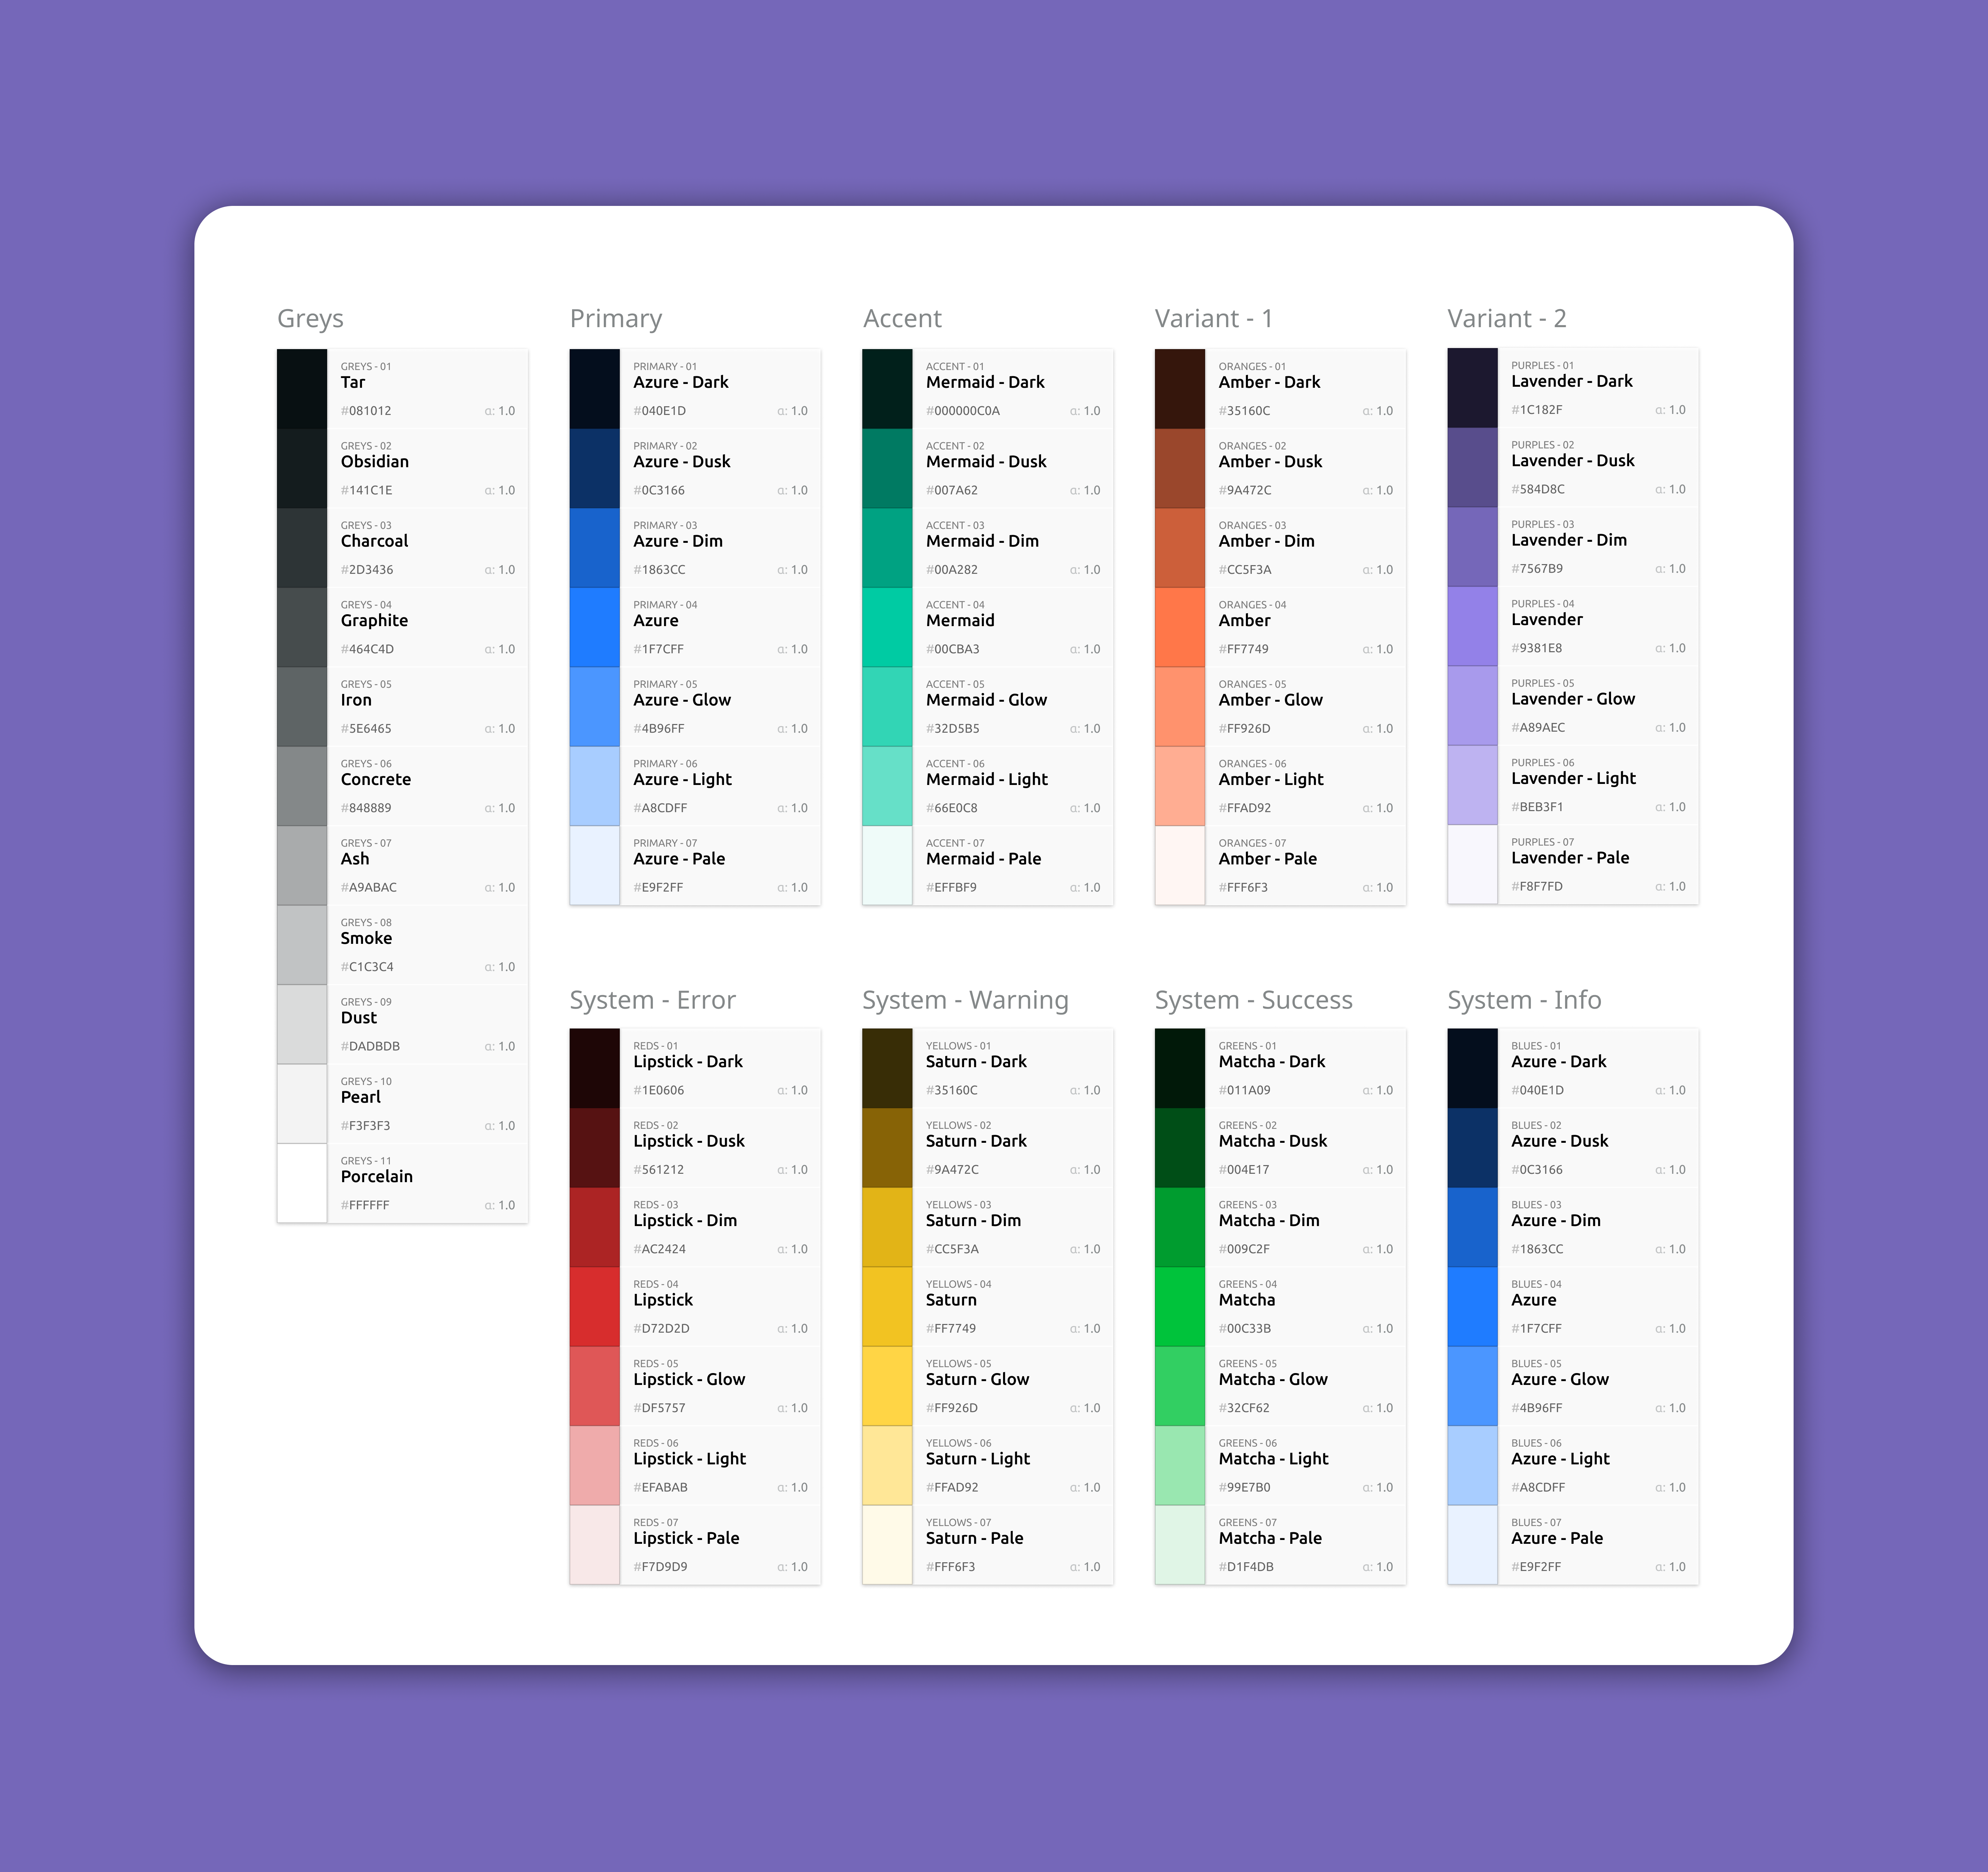 Greys
GREYS - 01
Tar
#081012 α: 1.0
GREYS - 02
Obsidian
#141C1E α: 1.0
GREYS - 03
Charcoal
#2D3436 α: 1.0
GREYS - 04
Graphite
#464C4D α: 1.0
GREYS - 05
Iron
#5E6465 α: 1.0
GREYS - 06
Concrete
#848889 α: 1.0
GREYS - 07
Ash
#A9ABAC α: 1.0
GREYS - 08
Smoke
#C1C3C4 α: 1.0
GREYS - 09
Dust
#DADBDB α: 1.0
GREYS - 10
Pearl
#F3F3F3 α: 1.0
GREYS - 11
Porcelain
#FFFFFF α: 1.0
Primary
PRIMARY - 01
Azure - Dark
#040E1D α: 1.0
PRIMARY - 02
Azure - Dusk
#0C3166 α: 1.0
PRIMARY - 03
Azure - Dim
#1863CC α: 1.0
PRIMARY - 04
Azure
#1F7CFF α: 1.0
PRIMARY - 05
Azure - Glow
#4B96FF α: 1.0
PRIMARY - 06
Azure - Light
#A8CDFF α: 1.0
PRIMARY - 07
Azure - Pale
#E9F2FF α: 1.0
Accent
ACCENT - 01
Mermaid - Dark
#000000C0A α: 1.0
ACCENT - 02
Mermaid - Dusk
#007A62 α: 1.0
ACCENT - 03
Mermaid - Dim
#00A282 α: 1.0
ACCENT - 04
Mermaid
#00CBA3 α: 1.0
ACCENT - 05
Mermaid - Glow
#32D5B5 α: 1.0
ACCENT - 06
Mermaid - Light
#66E0C8 α: 1.0
ACCENT - 07
Mermaid - Pale
#EFFBF9 α: 1.0
Variant - 1
ORANGES - 01
Amber - Dark
#35160C α: 1.0
ORANGES - 02
Amber - Dusk
#9A472C α: 1.0
ORANGES - 03
Amber - Dim
#CC5F3A α: 1.0
ORANGES - 04
Amber
#FF7749 α: 1.0
ORANGES - 05
Amber - Glow
#FF926D α: 1.0
ORANGES - 06
Amber - Light
#FFAD92 α: 1.0
ORANGES - 07
Amber - Pale
#FFF6F3 α: 1.0
Variant - 2
PURPLES - 01
Lavender - Dark
#1C182F α: 1.0
PURPLES - 02
Lavender - Dusk
#584D8C α: 1.0
PURPLES - 03
Lavender - Dim
#7567B9 α: 1.0
PURPLES - 04
Lavender
#9381E8 α: 1.0
PURPLES - 05
Lavender - Glow
#A89AEC α: 1.0
PURPLES - 06
Lavender - Light
#BEB3F1 α: 1.0
PURPLES - 07
Lavender - Pale
#F8F7FD α: 1.0
System - Error
REDS - 01
Lipstick - Dark
#1E0606 α: 1.0
REDS - 02
Lipstick - Dusk
#561212 α: 1.0
REDS - 03
Lipstick - Dim
#AC2424 α: 1.0
REDS - 04
Lipstick
#D72D2D α: 1.0
REDS - 05
Lipstick - Glow
#DF5757 α: 1.0
REDS - 06
Lipstick - Light
#EFABAB α: 1.0
REDS - 07
Lipstick - Pale
#F7D9D9 α: 1.0
System - Warning
YELLOWS - 01
Saturn - Dark
#35160C α: 1.0
YELLOWS - 02
Saturn - Dark
#9A472C α: 1.0
YELLOWS - 03
Saturn - Dim
#CC5F3A α: 1.0
YELLOWS - 04
Saturn
#FF7749 α: 1.0
YELLOWS - 05
Saturn - Glow
#FF926D α: 1.0
YELLOWS - 06
Saturn - Light
#FFAD92 α: 1.0
YELLOWS - 07
Saturn - Pale
#FFF6F3 α: 1.0
System - Success
GREENS - 01
Matcha - Dark
#011A09 α: 1.0
GREENS - 02
Matcha - Dusk
#004E17 α: 1.0
GREENS - 03
Matcha - Dim
#009C2F α: 1.0
GREENS - 04
Matcha
#00C33B α: 1.0
GREENS - 05
Matcha - Glow
#32CF62 α: 1.0
GREENS - 06
Matcha - Light
#99E7B0 α: 1.0
GREENS - 07
Matcha - Pale
#D1F4DB α: 1.0
System - Info
BLUES - 01
Azure - Dark
#040E1D α: 1.0
BLUES - 02
Azure - Dusk
#0C3166 α: 1.0
BLUES - 03
Azure - Dim
#1863CC α: 1.0
BLUES - 04
Azure
#1F7CFF α: 1.0
BLUES - 05
Azure - Glow
#4B96FF α: 1.0
BLUES - 06
Azure - Light
#A8CDFF α: 1.0
BLUES - 07
Azure - Pale
#E9F2FF α: 1.0